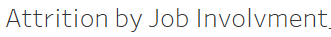 Attrition by Job Involvment